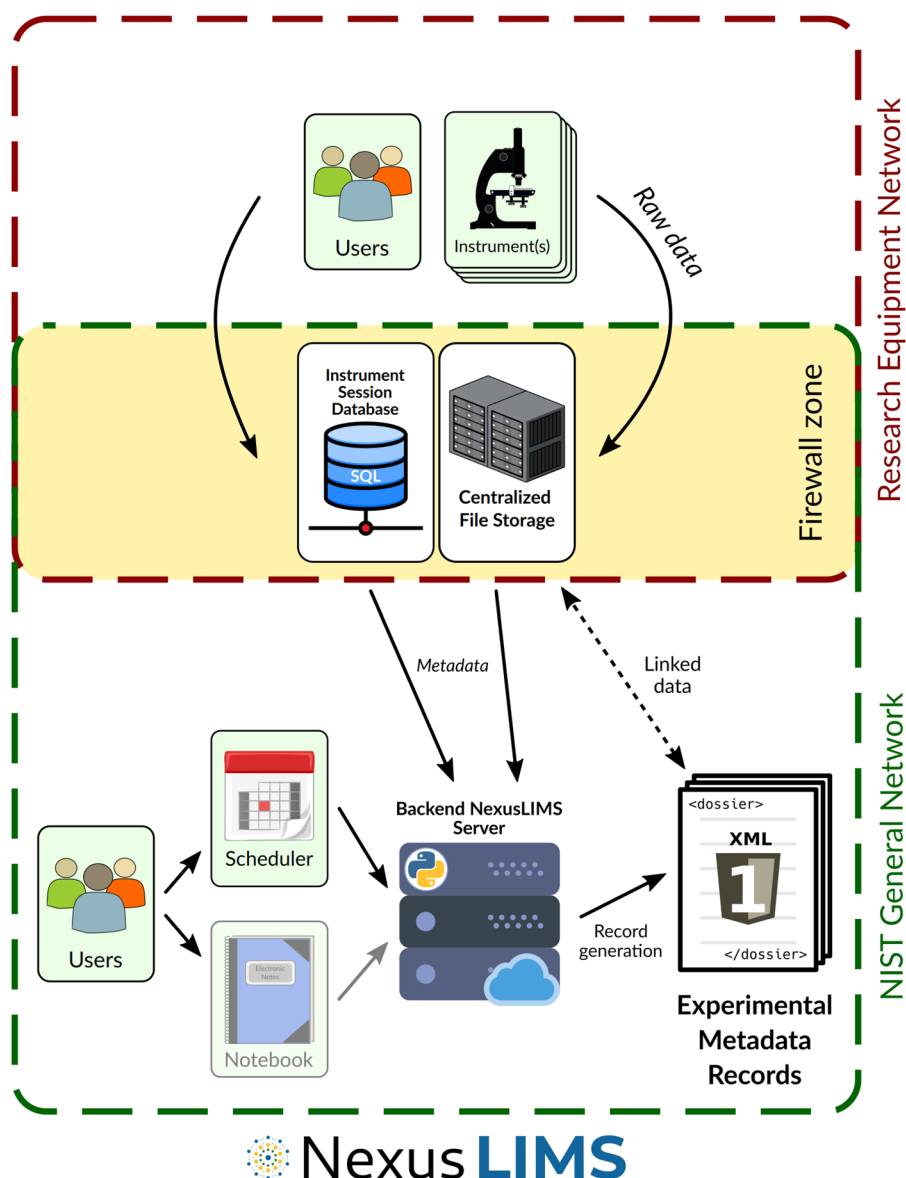 Research Equipment Network
Users
Instrument(s)
Raw data
Instrument
Session
Database
SQL
Centralized
File Storage
Firewall zone
Metadata
Linked
data
NIST General Network
Scheduler
Users
Electronic
Notes
Notebook
Backend NexusLIMS
Server
Record
generation
<dossier>
XML
1
</dossier>
Experimental
Metadata
Records
Nexus LIMS